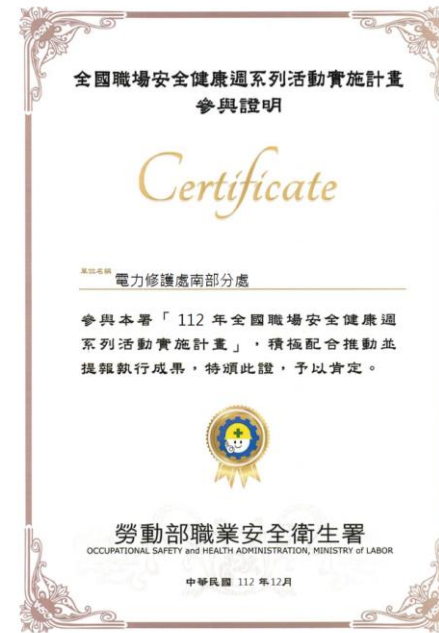 全國職場安全健康週系列活動實施計畫
參與證明
Certificate
單位名稱 電力修護處南部分處
參與本署「 112 年全國職場安全健康週
系列活動實施計畫」，積極配合推動並
提報執行成果，特頒此證，予以肯定。
勞動部職業安全衛生署
OCCUPATIONAL SAFETY and HEALTH ADMINISTRATION, MINISTRY of LABOR
中華民國 112 年12月